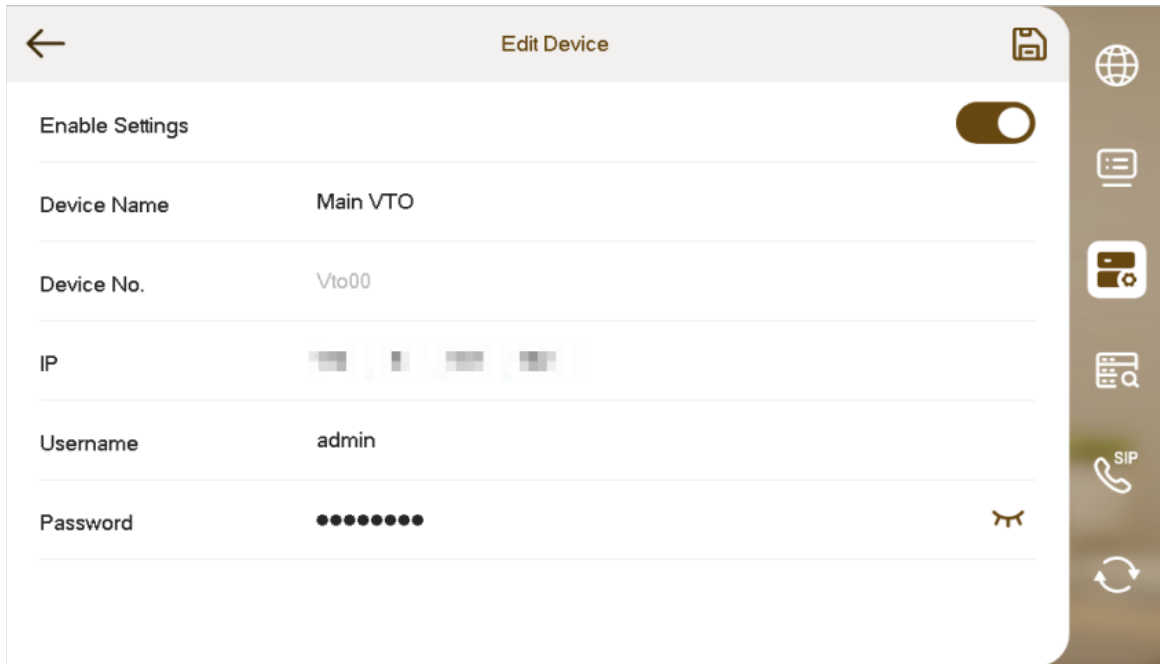 Edit Device
Enable Settings
Device Name Main VTO
Device No. Vto00
IP
Username admin
Password ●●●●●●●●
SIP